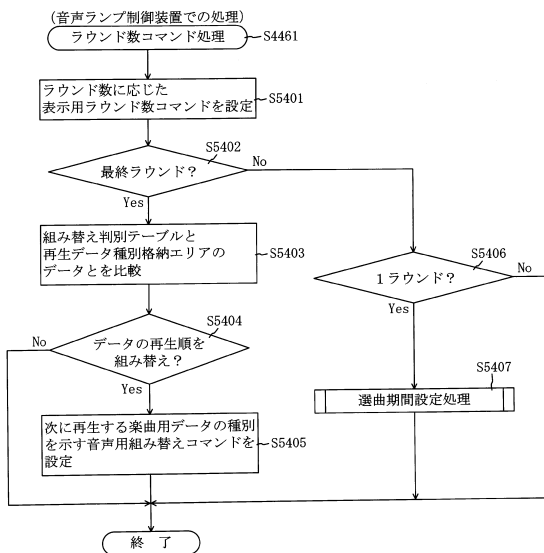 (音声ランプ制御装置での処理)
ラウンド数コマンド処理
S4461
ラウンド数に応じた
表示用ラウンド数コマンドを設定
S5401
S5402
最終ラウンド?
No
Yes
組み替え判別テーブルと
再生データ種別格納エリアの
データとを比較
S5403
S5406
1ラウンド?
No
Yes
S5404
No
データの再生順を
組み替え?
Yes
S5407
選曲期間設定処理
次に再生する楽曲用データの種別
を示す音声用組み替えコマンドを
設定
S5405
終 了